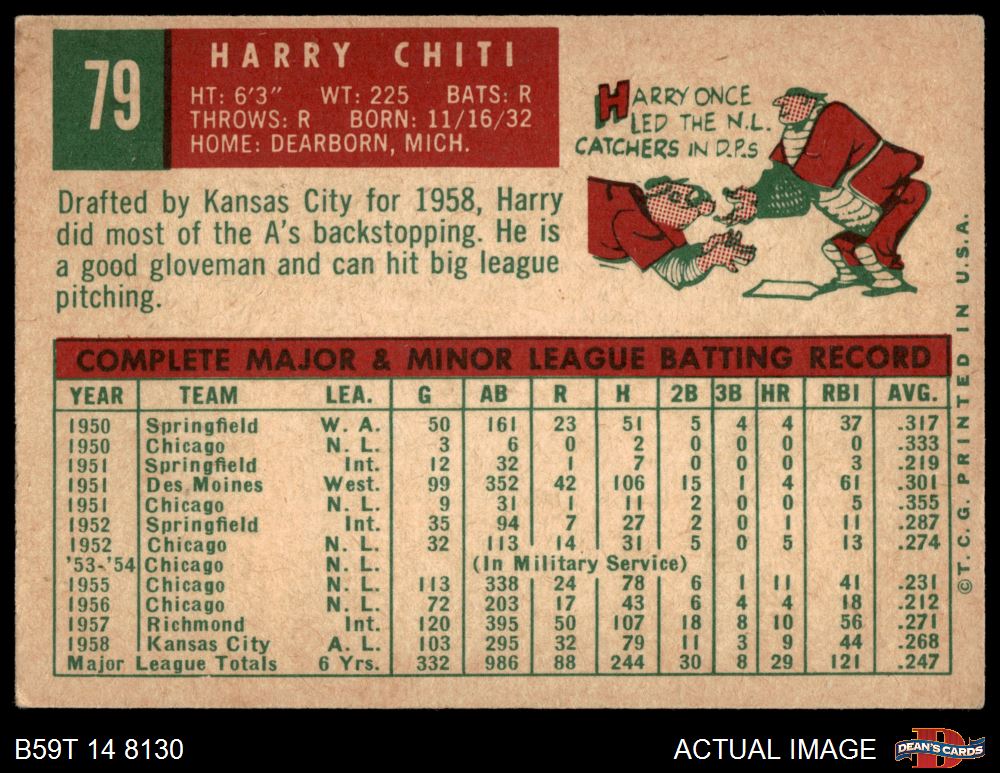 79
HARRY CHITI
HT: 6'3" WT: 225 BATS: R
THROWS: R BORN: 11/16/32
HOME: DEARBORN, MICH.
HARRY ONCE
LED THE N.L.
CATCHERS IN D.P.s
Drafted by Kansas City for 1958, Harry
did most of the A's backstopping. He is
a good gloveman and can hit big league
pitching.
COMPLETE MAJOR & MINOR LEAGUE BATTING RECORD
YEAR TEAM LEA. G AB R H 2B 3B HR RBI AVG.
1950 Springfield W. A. 50 161 23 51 5 4 4 37 .317
1950 Chicago N. L. 3 6 0 2 0 0 0 0 .333
1951 Springfield Int. 12 32 1 7 0 0 0 3 .219
1951 Des Moines West. 99 352 42 106 15 1 4 61 .301
1951 Chicago N. L. 9 31 1 11 2 0 0 5 .355
1952 Springfield Int. 35 94 7 27 2 0 1 11 .287
1952 Chicago N. L. 32 113 14 31 5 0 5 13 .274
'53-'54 Chicago N. L. (In Military Service)
1955 Chicago N. L. 113 338 24 78 6 1 11 41 .231
1956 Chicago N. L. 72 203 17 43 6 4 4 18 .212
1957 Richmond Int. 120 395 50 107 18 8 10 56 .271
1958 Kansas City A. L. 103 295 32 79 11 3 9 44 .268
Major League Totals 6 Yrs. 332 986 88 244 30 8 29 121 .247
©T.C.G. PRINTED IN U.S.A.
B59T 14 8130
ACTUAL IMAGE
D
DEAN'S CARDS